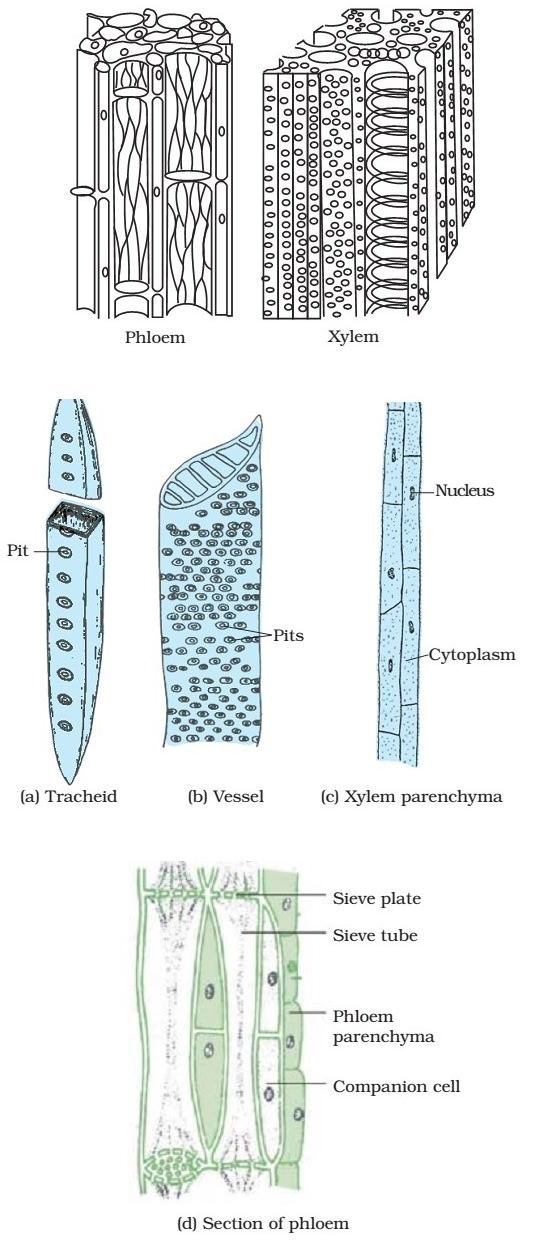 Phloem
Xylem
Pit
Pits
Nucleus
Cytoplasm
(a) Tracheid
(b) Vessel
(c) Xylem parenchyma
Sieve plate
Sieve tube
Phloem
parenchyma
Companion cell
(d) Section of phloem